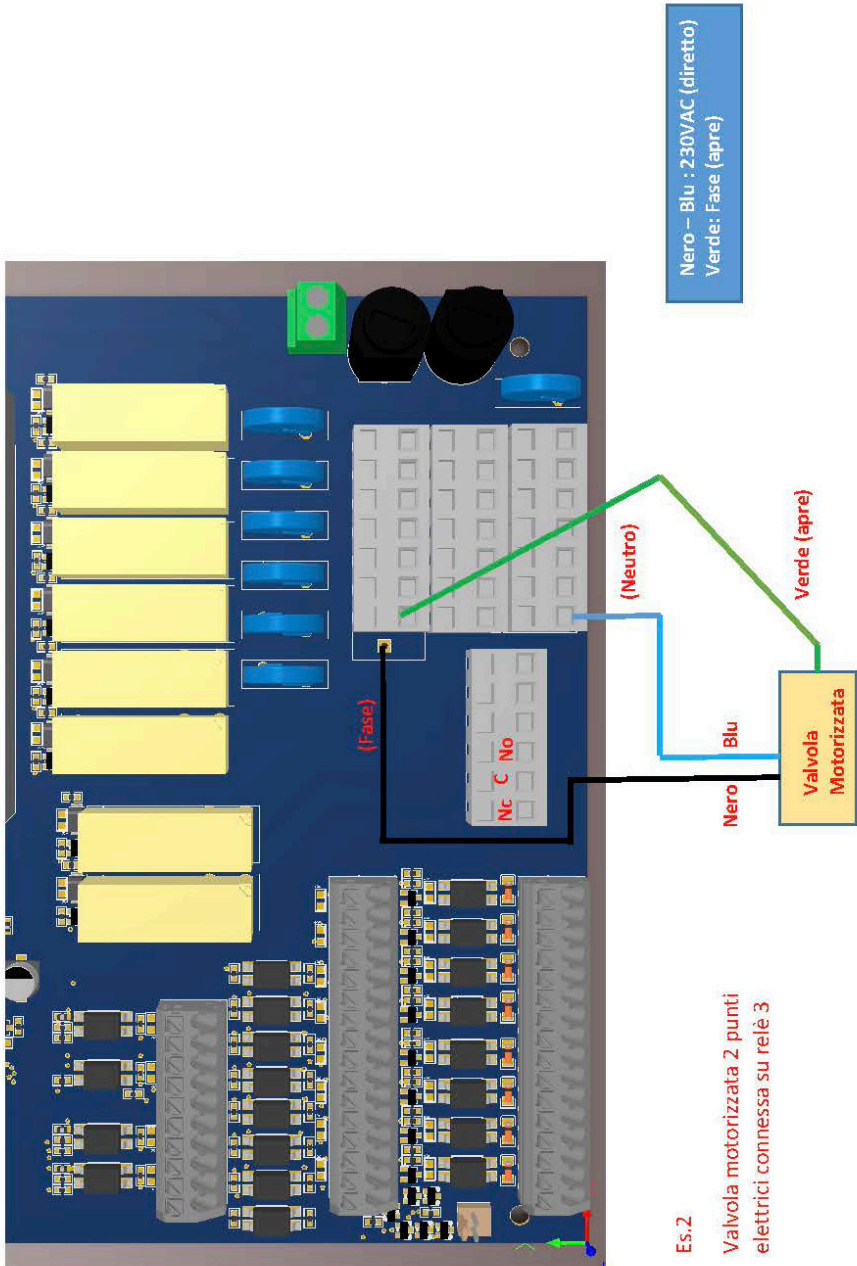 Nero – Blu : 230VAC (diretto)
Verde: Fase (apre)
(Fase)
Nc C No
(Neutro)
Verde (apre)
Nero
Blu
Valvola
Motorizzata
Es.2
Valvola motorizzata 2 punti
elettrici connessa su relè 3